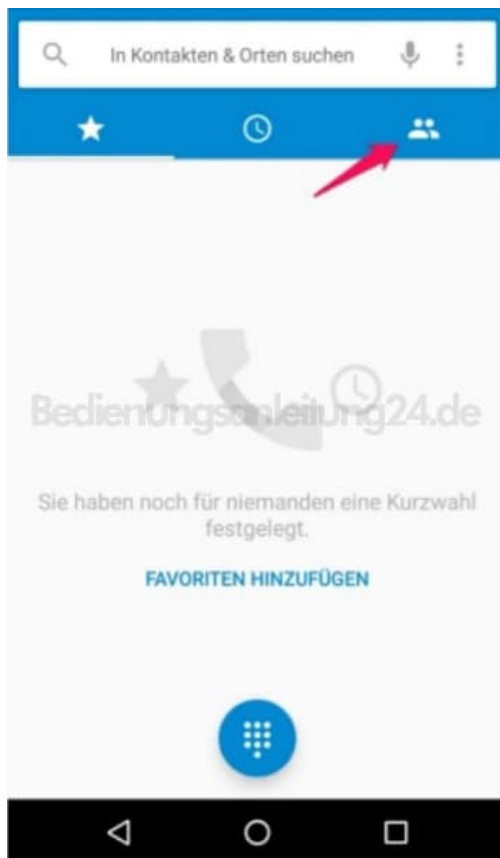 In Kontakten & Orten suchen
Bedienungsanleitung24.de
Sie haben noch für niemanden eine Kurzwahl
festgelegt.
FAVORITEN HINZUFÜGEN